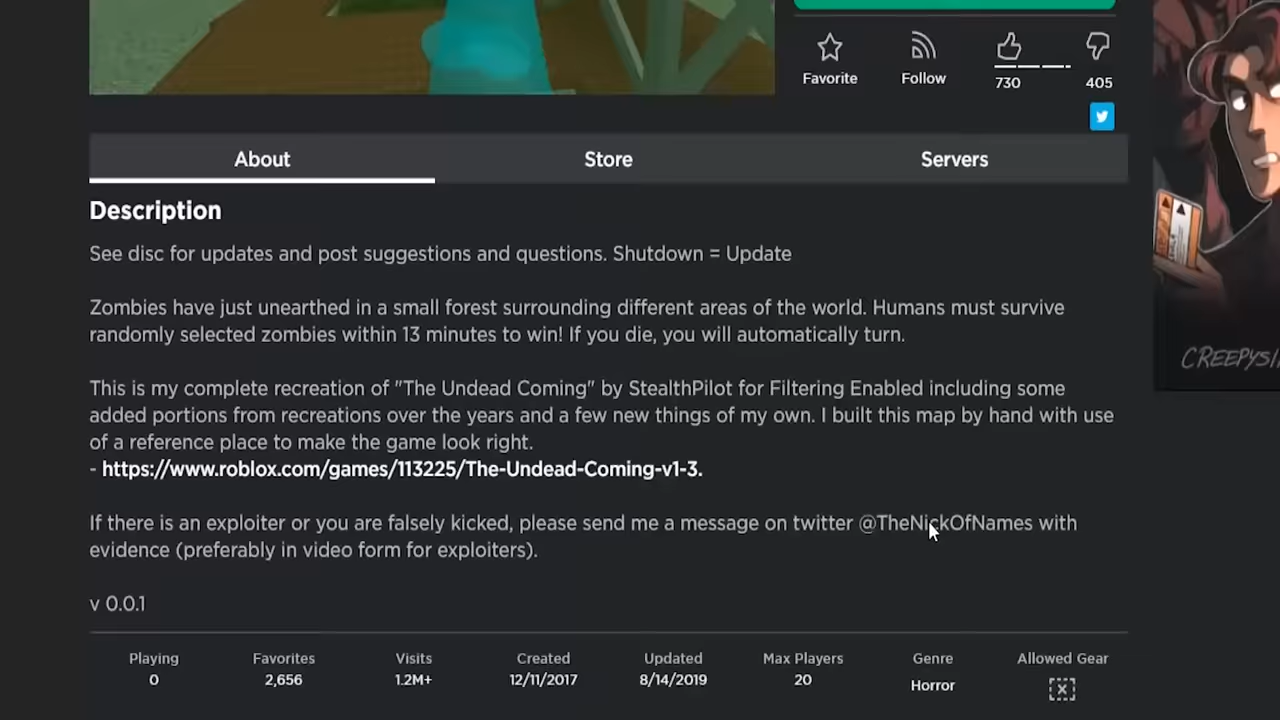 Favorite Follow 730 405
About Store Servers
Description
See disc for updates and post suggestions and questions. Shutdown = Update
Zombies have just unearthed in a small forest surrounding different areas of the world. Humans must survive
randomly selected zombies within 13 minutes to win! If you die, you will automatically turn.
This is my complete recreation of "The Undead Coming" by StealthPilot for Filtering Enabled including some
added portions from recreations over the years and a few new things of my own. I built this map by hand with use
of a reference place to make the game look right.
- https://www.roblox.com/games/113225/The-Undead-Coming-v1-3.
If there is an exploiter or you are falsely kicked, please send me a message on twitter @TheNickOfNames with
evidence (preferably in video form for exploiters).
v 0.0.1
Playing Favorites Visits Created Updated Max Players Genre Allowed Gear
0 2,656 1.2M+ 12/11/2017 8/14/2019 20 Horror